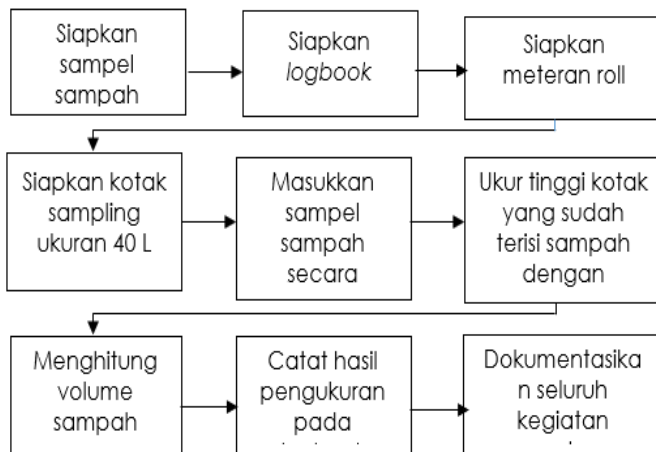 Siapkan
sampel
sampah
Siapkan
logbook
Siapkan
meteran roll
Siapkan kotak
sampling
ukuran 40 L
Masukkan
sampel
sampah
secara
Ukur tinggi kotak
yang sudah
terisi sampah
dengan
Menghitung
volume
sampah
Catat hasil
pengukuran
pada
Dokumentasika
n seluruh
kegiatan